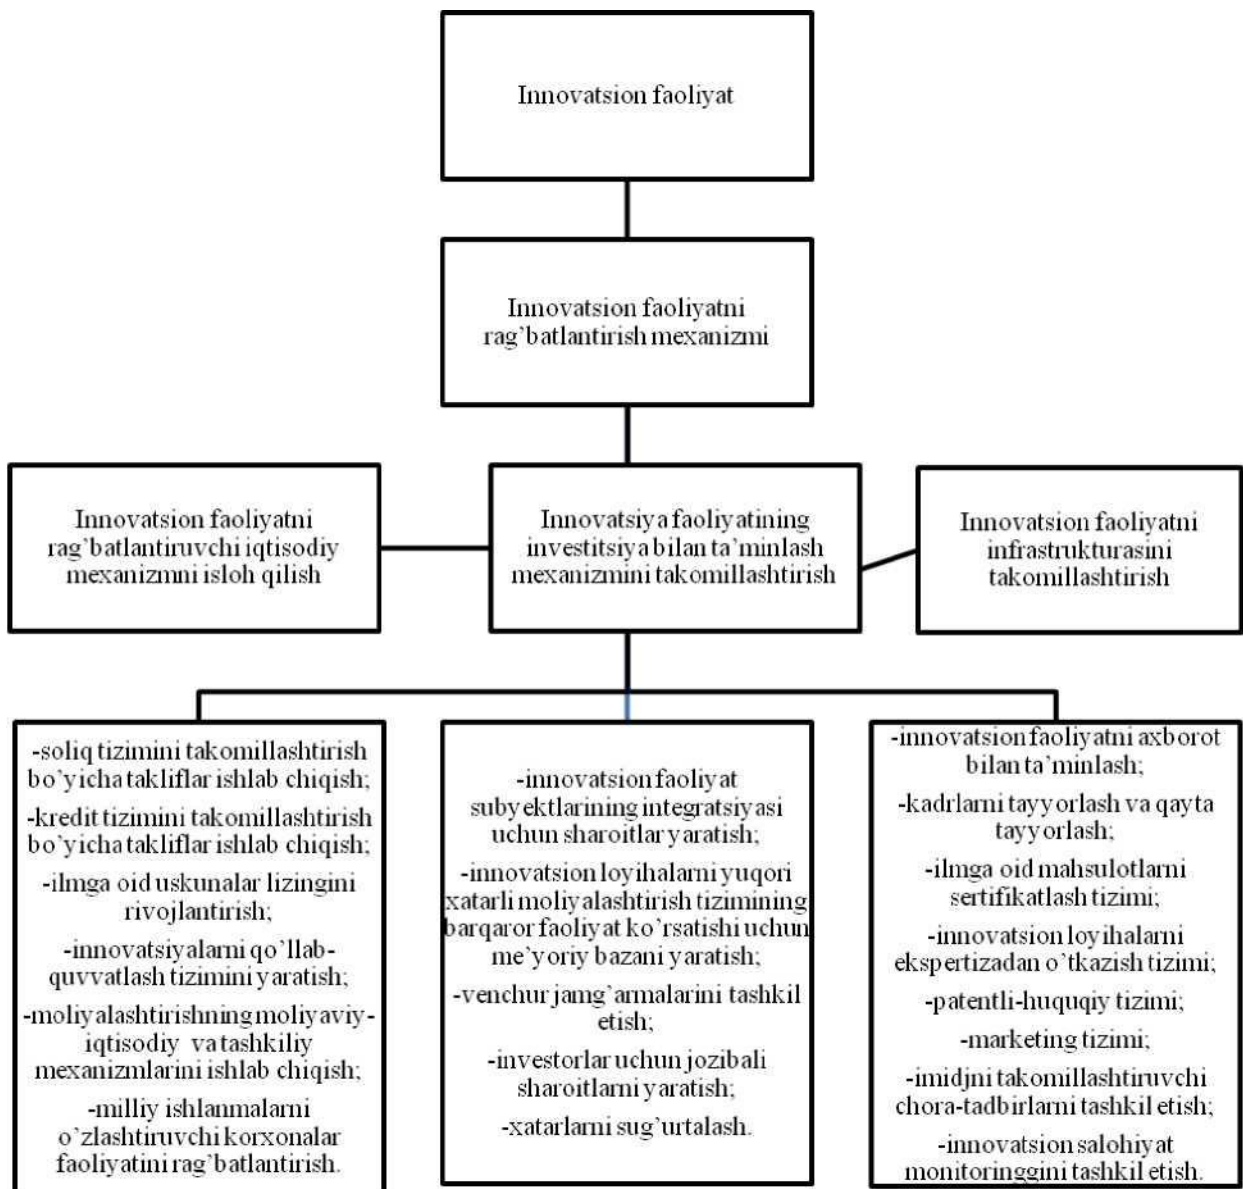 Innovatsion faoliyat
Innovatsion faoliyatni
rag’batlantirish mexanizmi
Innovatsion faoliyatni
rag’batlantiruvchi iqtisodiy
mexanizmni isloh qilish
Innovatsiya faoliyatining
investitsiya bilan ta’minlash
mexanizmini takomillashtirish
Innovatsion faoliyatni
infrastrukturasini
takomillashtirish
-soliq tizimini takomillashtirish
bo’yicha takliflar ishlab chiqish;
-kredit tizimini takomillashtirish
bo’yicha takliflar ishlab chiqish;
-ilmga oid uskunalar lizingini
rivojlantirish;
-innovatsiyalarni qo’llab-
quvvatlash tizimini yaratish;
-moliyalashtirishning moliyaviy-
iqtisodiy va tashkiliy
mexanizmlarini ishlab chiqish;
-milliy ishlanmalarni
o’zlashtiruvchi korxonalar
faoliyatini rag’batlantirish.
-innovatsion faoliyat
subyektlarining integratsiyasi
uchun sharoitlar yaratish;
-innovatsion loyihalarni yuqori
xatarli moliyalashtirish tizimining
barqaror faoliyat ko’rsatishi uchun
me’yoriy bazani yaratish;
-venchur jamg’armalarini tashkil
etish;
-investorlar uchun jozibali
sharoitlarni yaratish;
-xatarlarni sug’urtalash.
-innovatsion faoliyatni axborot
bilan ta’minlash;
-kadrlarni tayyorlash va qayta
tayyorlash;
-ilmga oid mahsulotlarni
sertifikatlash tizimi;
-innovatsion loyihalarni
ekspertizadan o’tkazish tizimi;
-patentli-huquqiy tizimi;
-marketing tizimi;
-imidjni takomillashtiruvchi
chora-tadbirlarni tashkil etish;
-innovatsion salohiyat
monitoringgini tashkil etish.